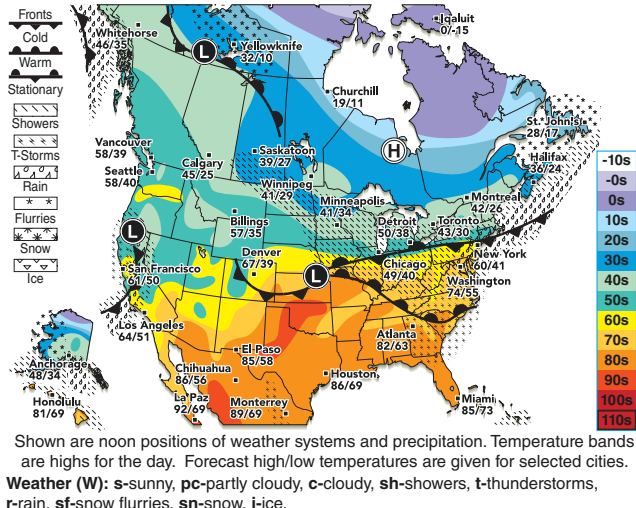 Fronts
Cold
Warm
Stationary
Showers
T-Storms
Rain
Flurries
Snow
Ice
Iqaluit
0/-15
Whitehorse
46/35
L
Yellowknife
32/10
Churchill
19/11
H
St. John's
28/17
Halifax
36/24
Vancouver
58/39
Seattle
58/40
Calgary
45/25
Saskatoon
39/27
Winnipeg
41/29
Minneapolis
41/34
Montreal
42/26
Billings
57/35
Detroit
50/38
Toronto
43/30
L
San Francisco
61/50
Denver
67/39
L
Chicago
49/40
New York
60/41
Washington
74/55
Los Angeles
64/51
Atlanta
82/63
El Paso
85/58
Anchorage
48/34
Chihuahua
86/56
Houston
86/69
Honolulu
81/69
La Paz
92/69
Monterrey
89/69
Miami
85/73
-10s
-0s
0s
10s
20s
30s
40s
50s
60s
70s
80s
90s
100s
110s
Shown are noon positions of weather systems and precipitation. Temperature bands
are highs for the day. Forecast high/low temperatures are given for selected cities.
Weather (W): s-sunny, pc-partly cloudy, c-cloudy, sh-showers, t-thunderstorms,
r-rain, sf-snow flurries, sn-snow, i-ice.